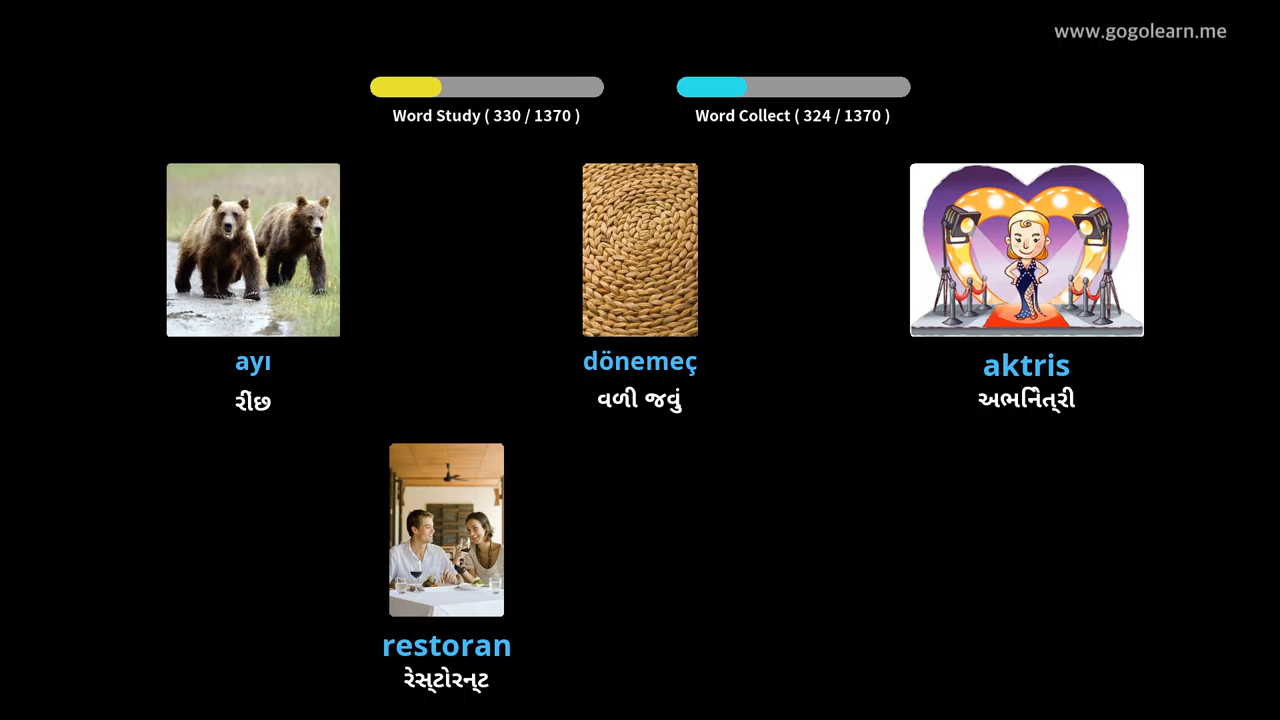 www.gogolearn.me
Word Study ( 330 / 1370 )
Word Collect ( 324 / 1370 )
ayı
રીંછ
dönemeç
વળી જવું
aktris
અભિનેત્રી
restoran
રેસ્ટોરન્ટ